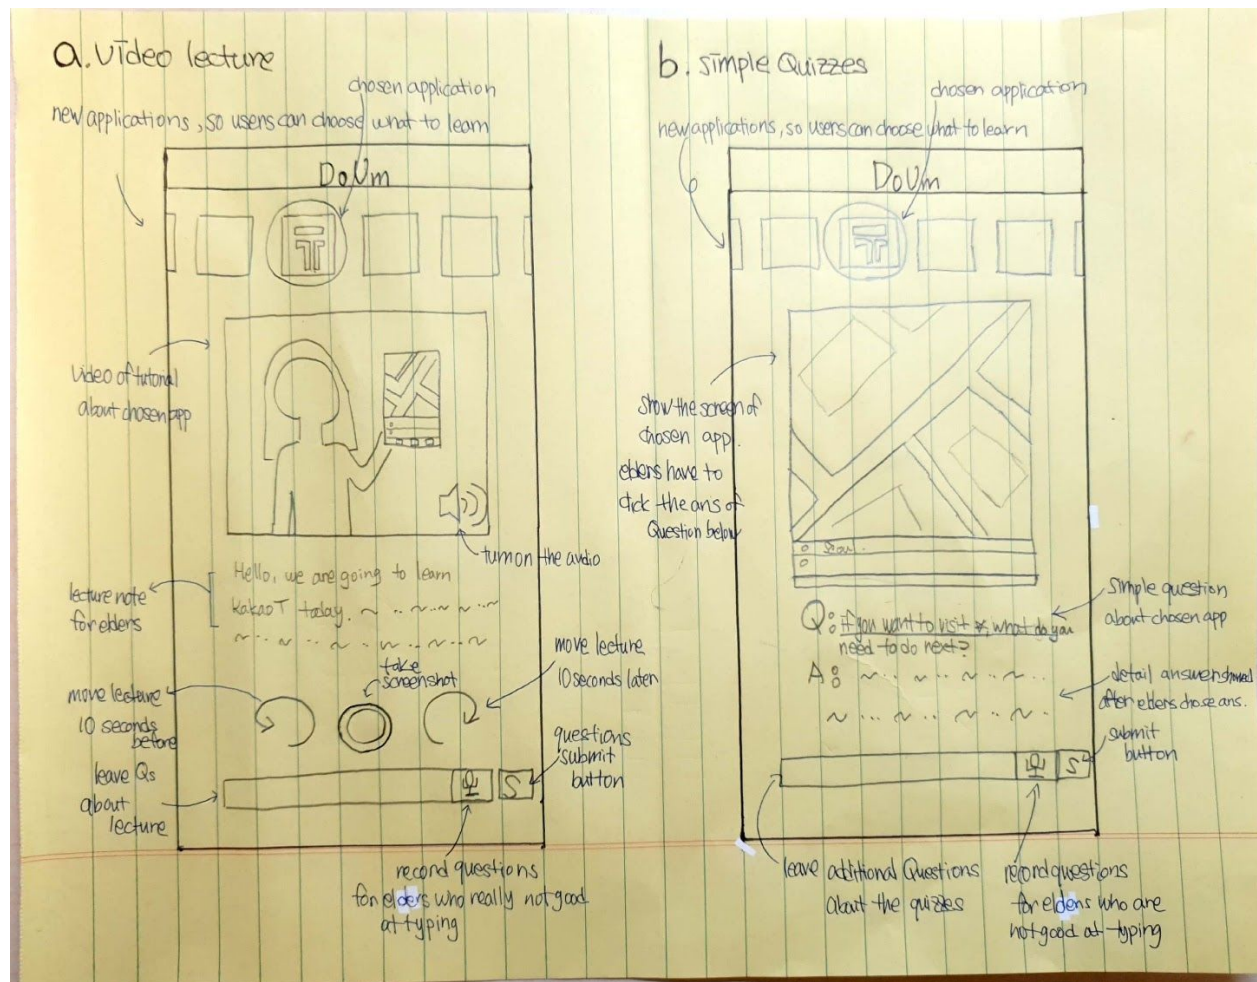 a. Video lecture
chosen application
new applications, so users can choose what to learn
DoUm
T
video of tutorial
about chosen app
turn on the audio
lecture note
for elders
Hello, we are going to learn
kakaoT today.
take
screenshot
move lecture
10 seconds later
move lecture
10 seconds
before
leave Qs
about
lecture
S
questions
submit
button
record questions
for elders who really not good
at typing
b. simple Quizzes
chosen application
new applications, so users can choose what to learn
DoUm
T
show the screen of
chosen app.
elders have to
click the ans of
Question below
Q: if you want to visit *, what do you
need to do next?
A:
simple question
about chosen app
detail answer showed
after elders chose ans.
submit
button
S
leave additional Questions
about the quizzes
record questions
for elders who are
not good at typing